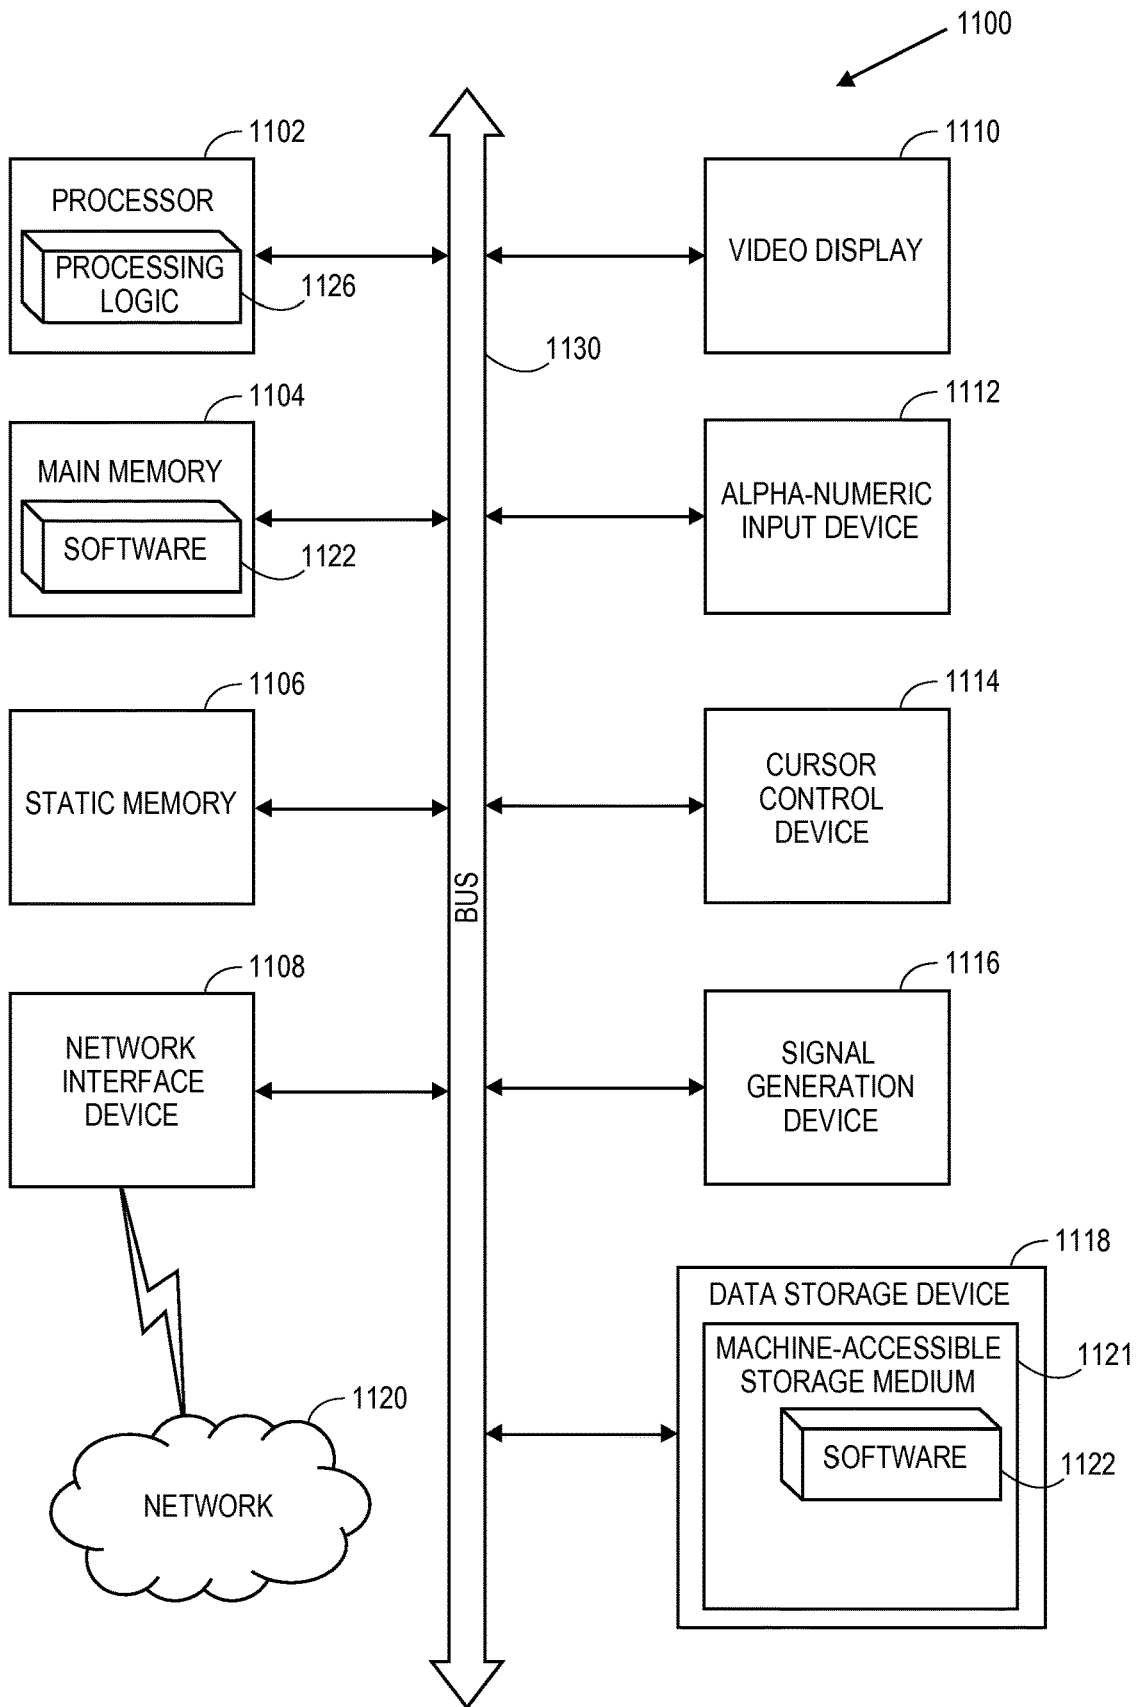 1100
1102
PROCESSOR
PROCESSING
LOGIC
1126
1110
VIDEO DISPLAY
1130
1104
MAIN MEMORY
SOFTWARE
1122
1112
ALPHA-NUMERIC
INPUT DEVICE
1106
STATIC MEMORY
1114
CURSOR
CONTROL
DEVICE
BUS
1108
NETWORK
INTERFACE
DEVICE
1116
SIGNAL
GENERATION
DEVICE
1118
DATA STORAGE DEVICE
MACHINE-ACCESSIBLE
STORAGE MEDIUM
1121
SOFTWARE
1122
1120
NETWORK